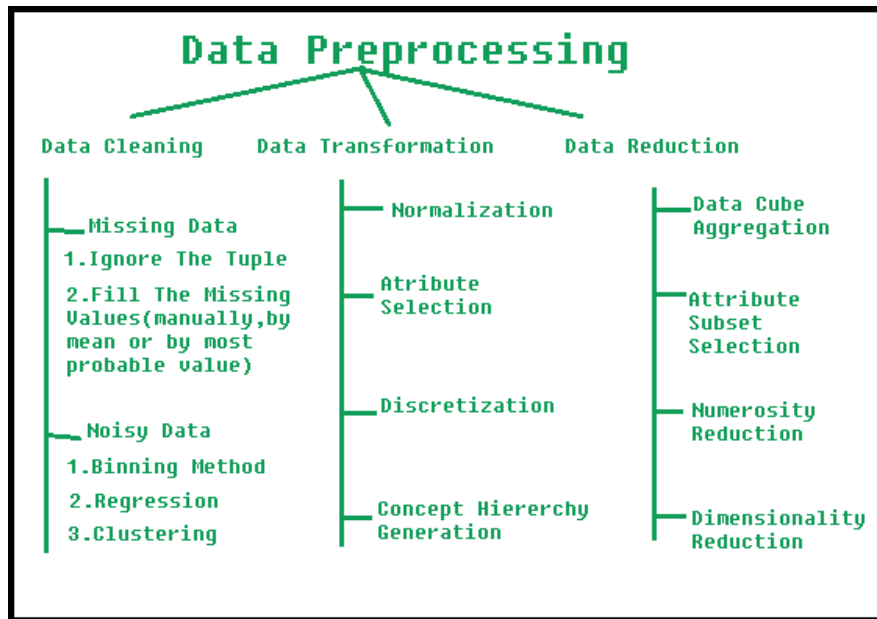 Data Preprocessing
Data Cleaning
Missing Data
1.Ignore The Tuple
2.Fill The Missing
Values(manually,by
mean or by most
probable value)
Noisy Data
1.Binning Method
2.Regression
3.Clustering
Data Transformation
Normalization
Atribute
Selection
Discretization
Concept Hiererchy
Generation
Data Reduction
Data Cube
Aggregation
Attribute
Subset
Selection
Numerosity
Reduction
Dimensionality
Reduction